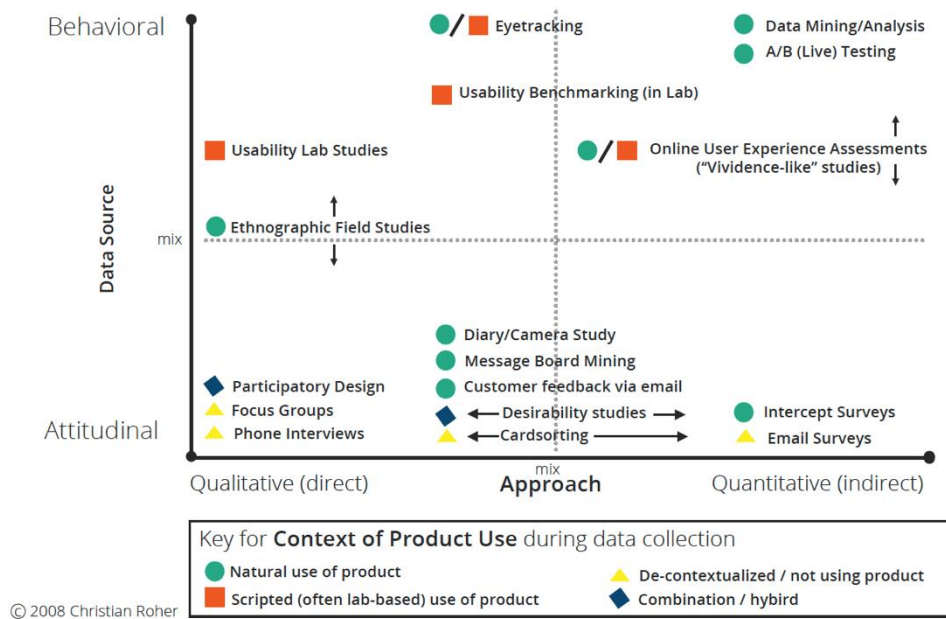 Behavioral
Eyetracking
Data Mining/Analysis
A/B (Live) Testing
Usability Benchmarking (in Lab)
Usability Lab Studies
Online User Experience Assessments
(“Vividence-like” studies)
Ethnographic Field Studies
mix
Data Source
Diary/Camera Study
Message Board Mining
Participatory Design
Customer feedback via email
Focus Groups
Desirability studies
Intercept Surveys
Attitudinal
Phone Interviews
Cardsorting
Email Surveys
mix
Qualitative (direct)
Approach
Quantitative (indirect)
Key for Context of Product Use during data collection
Natural use of product
De-contextualized / not using product
Scripted (often lab-based) use of product
Combination / hybird
© 2008 Christian Roher